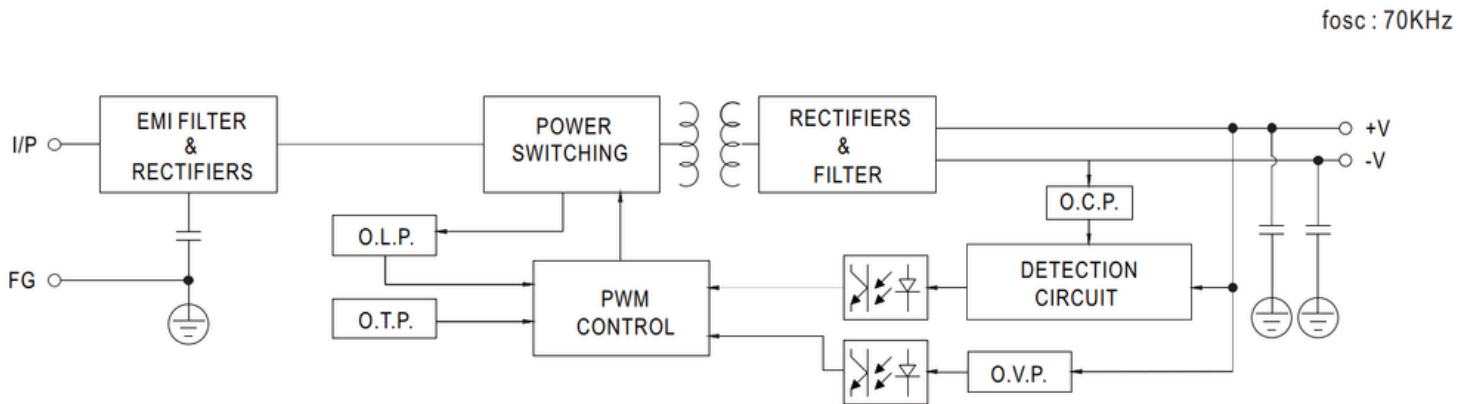 fosc : 70KHz
EMI FILTER
&
RECTIFIERS
POWER
SWITCHING
RECTIFIERS
&
FILTER
I/P
+V
-V
O.C.P.
O.L.P.
DETECTION
CIRCUIT
FG
PWM
CONTROL
O.T.P.
O.V.P.